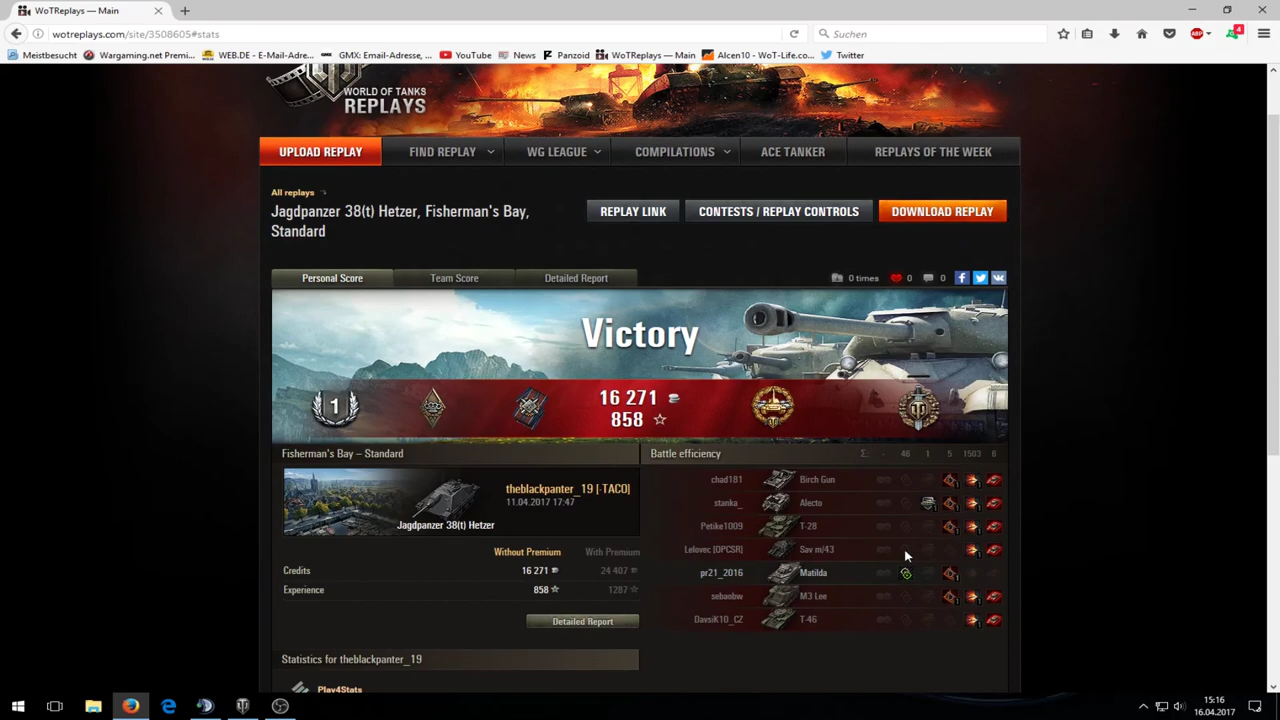 WoTReplays — Main
wotreplays.com/site/3508605#stats
Suchen
4
Meistbesucht
Wargaming.net Premi...
WEB.DE - E-Mail-Adre...
GMX: Email-Adresse, ...
YouTube
News
Panzoid
WoTReplays — Main
Alcen10 — WoT-Life.co...
Twitter
ABP
WORLD OF TANKS
REPLAYS
UPLOAD REPLAY
FIND REPLAY
WG LEAGUE
COMPILATIONS
ACE TANKER
REPLAYS OF THE WEEK
All replays
Jagdpanzer 38(t) Hetzer, Fisherman's Bay,
Standard
REPLAY LINK
CONTESTS / REPLAY CONTROLS
DOWNLOAD REPLAY
Personal Score
Team Score
Detailed Report
0 times
0
0
Victory
1
16 271
858
Fisherman's Bay – Standard
Battle efficiency
Σ: - 46 1 5 1503 6
theblackpanter_19 [-TACO]
11.04.2017 17:47
Jagdpanzer 38(t) Hetzer
Without Premium With Premium
Credits 16 271 24 407
Experience 858 1287
Detailed Report
chad181 Birch Gun
stanka_ Alecto
Petike1009 T-28
Lelovec [OPCSR] Sav m/43
pr21_2016 Matilda
sebaobw M3 Lee
DavsiK10_CZ T-46
Statistics for theblackpanter_19
Play4Stats
15:16
16.04.2017